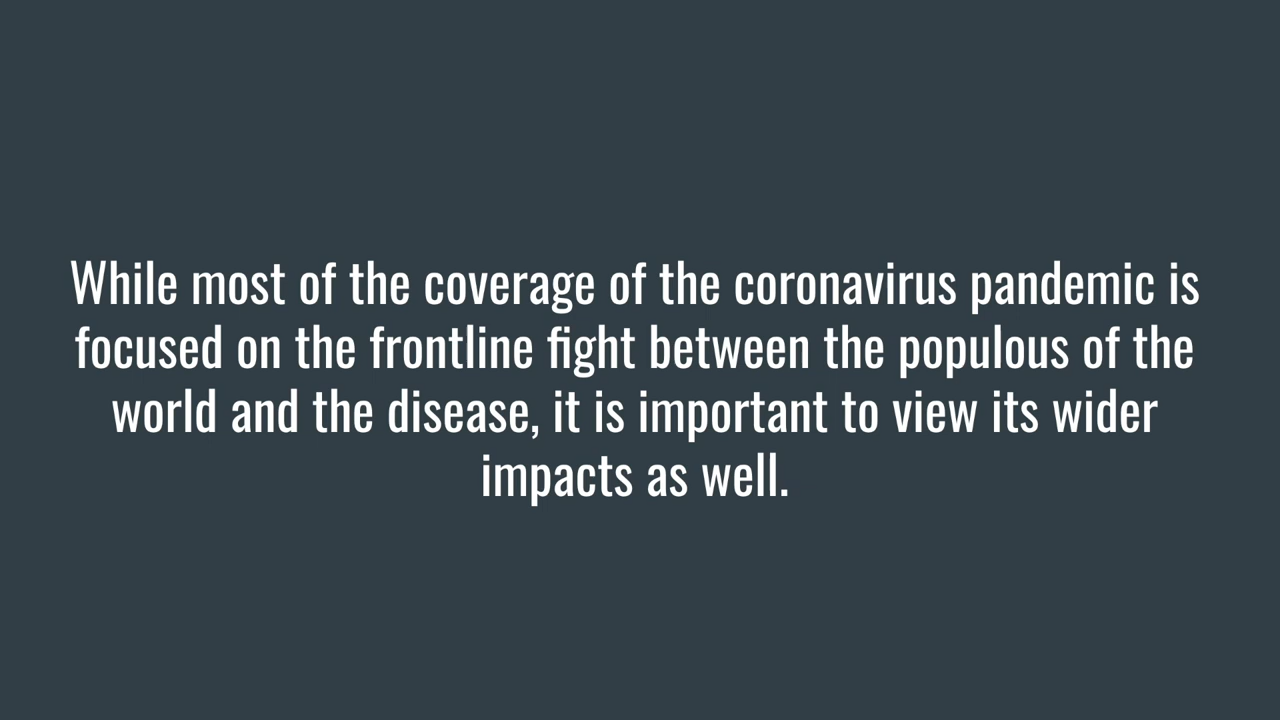 While most of the coverage of the coronavirus pandemic is
focused on the frontline fight between the populous of the
world and the disease, it is important to view its wider
impacts as well.